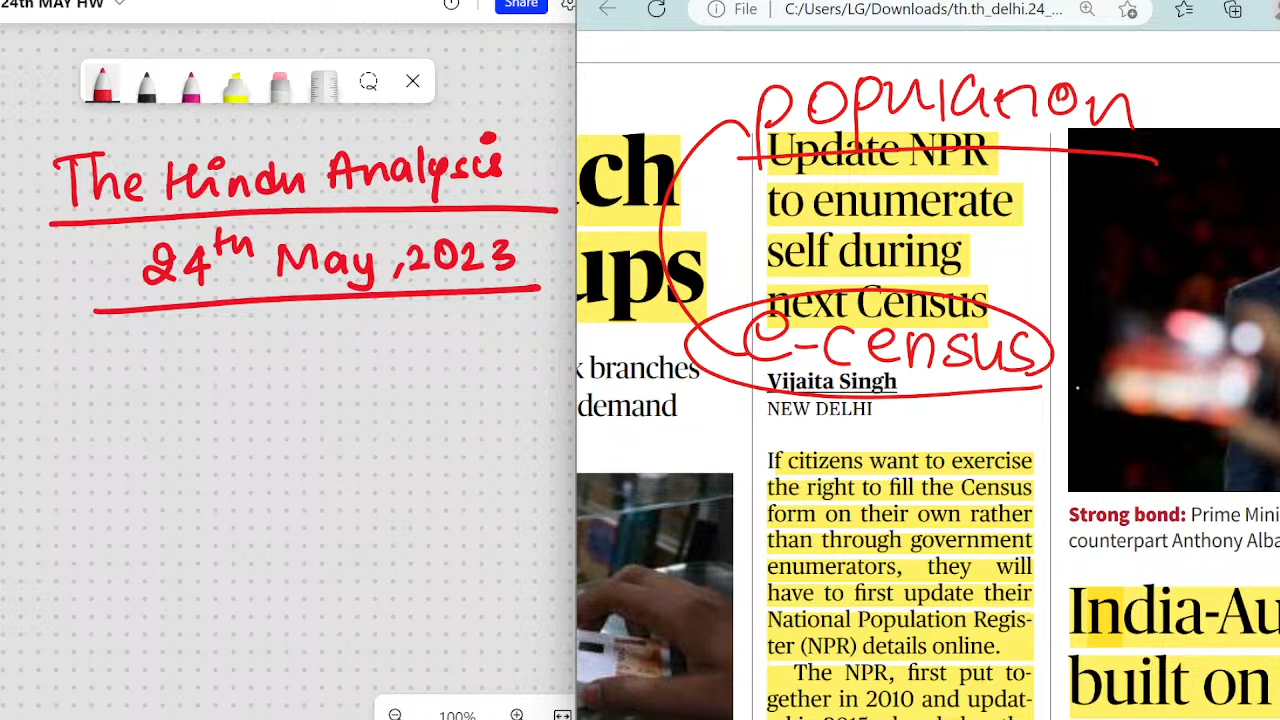 24th MAY HW
Share
File
C:/Users/LG/Downloads/th.th_delhi.24_...
The Hindu Analysis
24th May, 2023
100%
population
ch
ups
k branches
demand
Update NPR
to enumerate
self during
next Census
e-census
Vijaita Singh
NEW DELHI
If citizens want to exercise
the right to fill the Census
form on their own rather
than through government
enumerators, they will
have to first update their
National Population Regis-
ter (NPR) details online.
The NPR, first put to-
gether in 2010 and updat-
Strong bond: Prime Mini
counterpart Anthony Alba
India-Au
built on